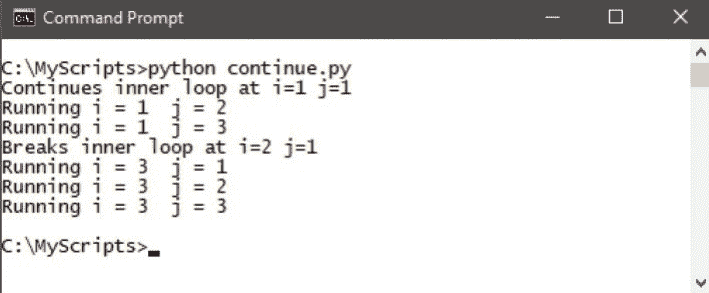 Command Prompt
C:\MyScripts>python continue.py
Continues inner loop at i=1 j=1
Running i = 1  j = 2
Running i = 1  j = 3
Breaks inner loop at i=2 j=1
Running i = 3  j = 1
Running i = 3  j = 2
Running i = 3  j = 3
C:\MyScripts>